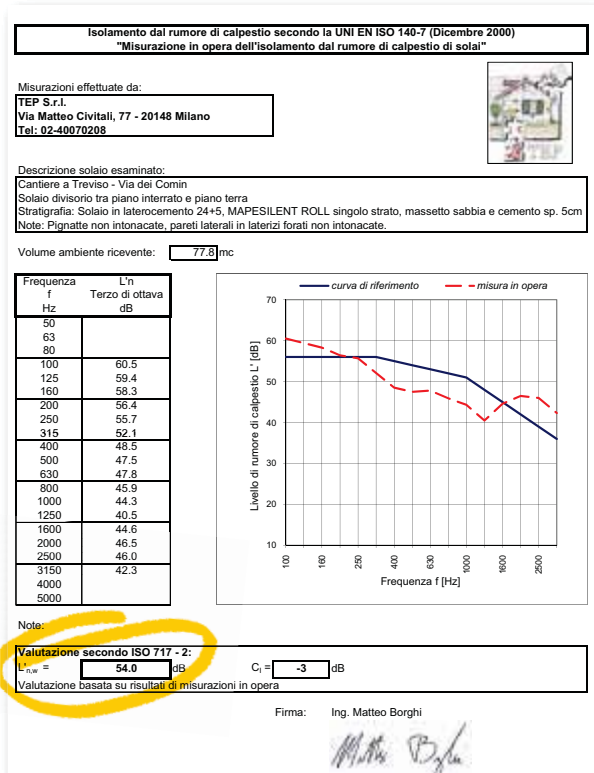 Isolamento dal rumore di calpestio secondo la UNI EN ISO 140-7 (Dicembre 2000)
"Misurazione in opera dell'isolamento dal rumore di calpestio di solai"
Misurazioni effettuate da:
TEP S.r.l.
Via Matteo Civitali, 77 - 20148 Milano
Tel: 02-40070208
TEP
Descrizione solaio esaminato:
Cantiere a Treviso - Via dei Comin
Solaio divisorio tra piano interrato e piano terra
Stratigrafia: Solaio in laterocemento 24+5, MAPESILENT ROLL singolo strato, massetto sabbia e cemento sp. 5cm
Note: Pignatte non intonacate, pareti laterali in laterizi forati non intonacate.
Volume ambiente ricevente: 77.8 mc
Frequenza L'n
f Terzo di ottava
Hz dB
50
63
80
100 60.5
125 59.4
160 58.3
200 56.4
250 55.7
315 52.1
400 48.5
500 47.5
630 47.8
800 45.9
1000 44.3
1250 40.5
1600 44.6
2000 46.5
2500 46.0
3150 42.3
4000
5000
curva di riferimento misura in opera
Livello di rumore di calpestio L' [dB]
70
60
50
40
30
20
10
100 160 250 400 630 1000 1600 2500
Frequenza f [Hz]
Note:
Valutazione secondo ISO 717 - 2:
L'n,w = 54.0 dB CI = -3 dB
Valutazione basata su risultati di misurazioni in opera
Firma: Ing. Matteo Borghi